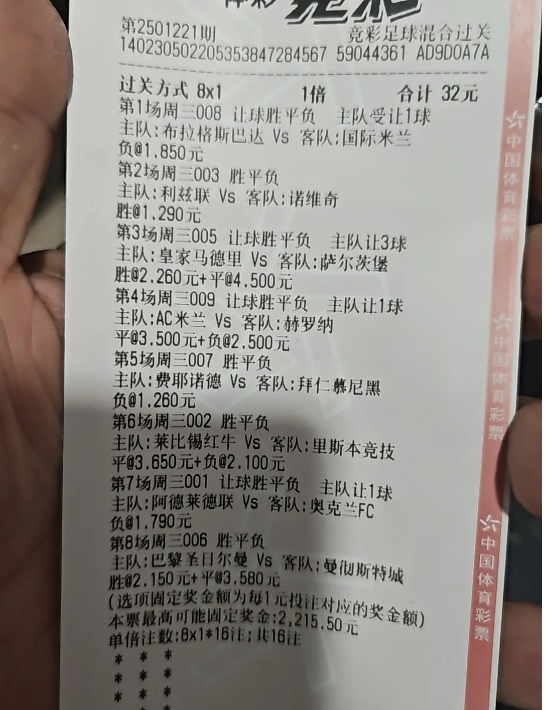 体彩 竞彩
第2501221期 竞彩足球混合过关
140230502205353847284567 59044361 AD9D0A7A
过关方式 8x1 1倍 合计 32元
第1场周三008 让球胜平负 主队受让1球
主队:布拉格斯巴达 Vs 客队:国际米兰
负@1.850元
第2场周三003 胜平负
主队:利兹联 Vs 客队:诺维奇
胜@1.290元
第3场周三005 让球胜平负 主队让3球
主队:皇家马德里 Vs 客队:萨尔茨堡
胜@2.260元+平@4.500元
第4场周三009 让球胜平负 主队让1球
主队:AC米兰 Vs 客队:赫罗纳
平@3.500元+负@2.500元
第5场周三007 胜平负
主队:费耶诺德 Vs 客队:拜仁慕尼黑
负@1.260元
第6场周三002 胜平负
主队:莱比锡红牛 Vs 客队:里斯本竞技
平@3.650元+负@2.100元
第7场周三001 让球胜平负 主队让1球
主队:阿德莱德联 Vs 客队:奥克兰FC
负@1.790元
第8场周三006 胜平负
主队:巴黎圣日尔曼 Vs 客队:曼彻斯特城
胜@2.150元+平@3.580元
(选项固定奖金额为每1元投注对应的奖金额)
本票最高可能固定奖金:2,215.50元
单倍注数:8x1*16注;共16注
* * *
* * *
* * *
* * *
中国体育彩票
中国体育彩票
中国体育彩票